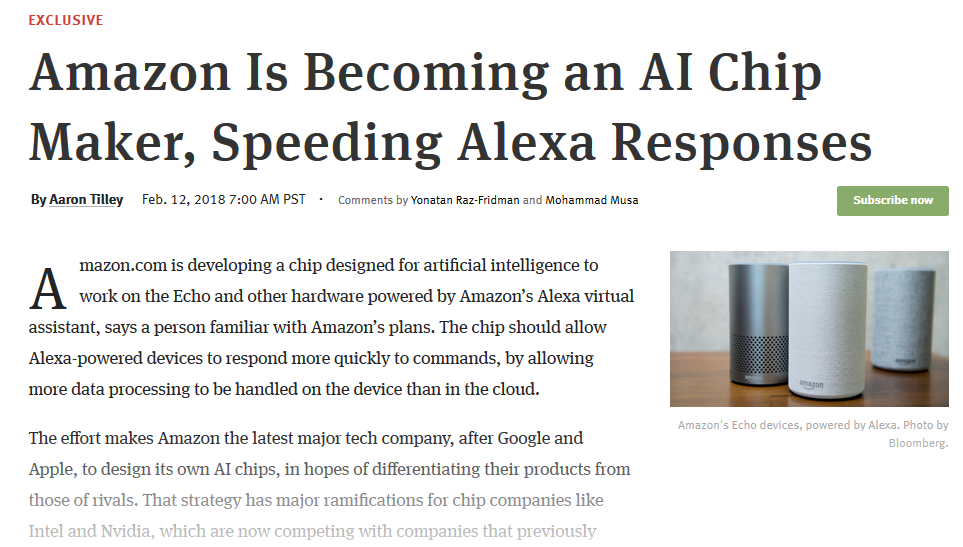 EXCLUSIVE
Amazon Is Becoming an AI Chip
Maker, Speeding Alexa Responses
By Aaron Tilley Feb. 12, 2018 7:00 AM PST · Comments by Yonatan Raz-Fridman and Mohammad Musa
Subscribe now
Amazon.com is developing a chip designed for artificial intelligence to
work on the Echo and other hardware powered by Amazon’s Alexa virtual
assistant, says a person familiar with Amazon’s plans. The chip should allow
Alexa-powered devices to respond more quickly to commands, by allowing
more data processing to be handled on the device than in the cloud.
The effort makes Amazon the latest major tech company, after Google and
Apple, to design its own AI chips, in hopes of differentiating their products from
those of rivals. That strategy has major ramifications for chip companies like
Intel and Nvidia, which are now competing with companies that previously
amazon
Amazon's Echo devices, powered by Alexa. Photo by
Bloomberg.